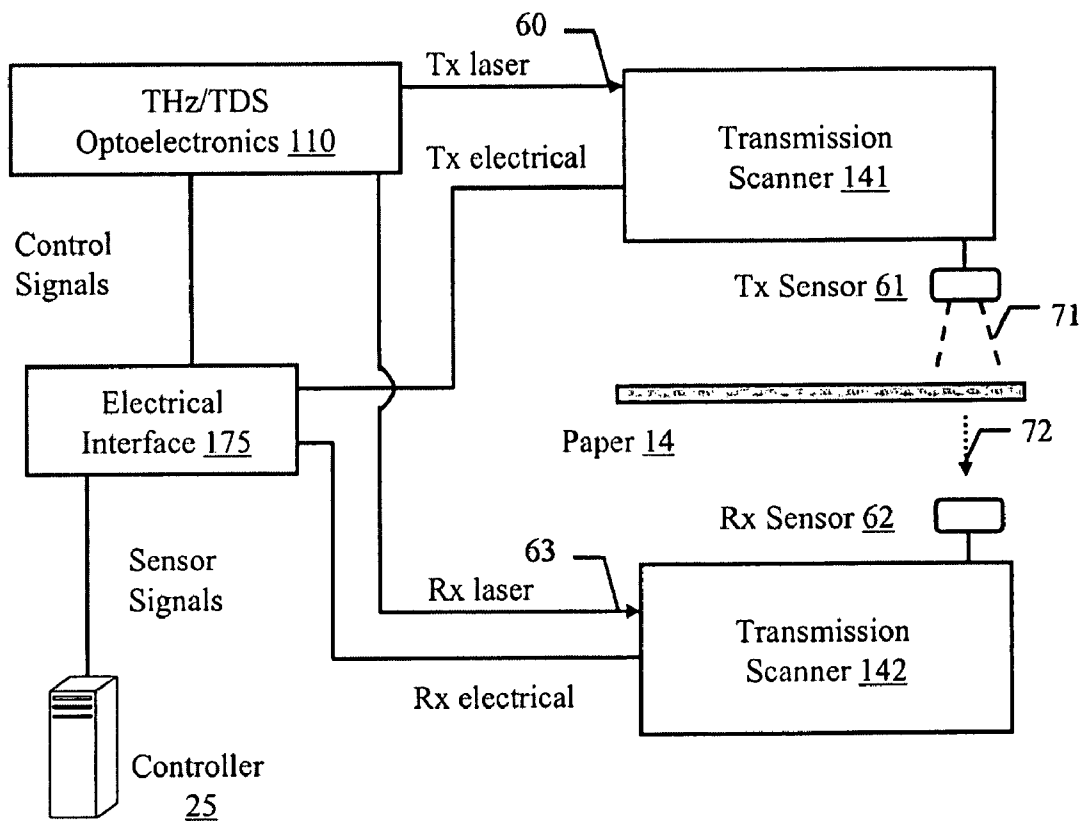 60
Tx laser
THz/TDS
Optoelectronics 110
Transmission
Scanner 141
Tx electrical
Control
Signals
Tx Sensor 61
71
Electrical
Interface 175
Paper 14
72
Rx Sensor 62
63
Sensor
Signals
Rx laser
Transmission
Scanner 142
Rx electrical
Controller
25